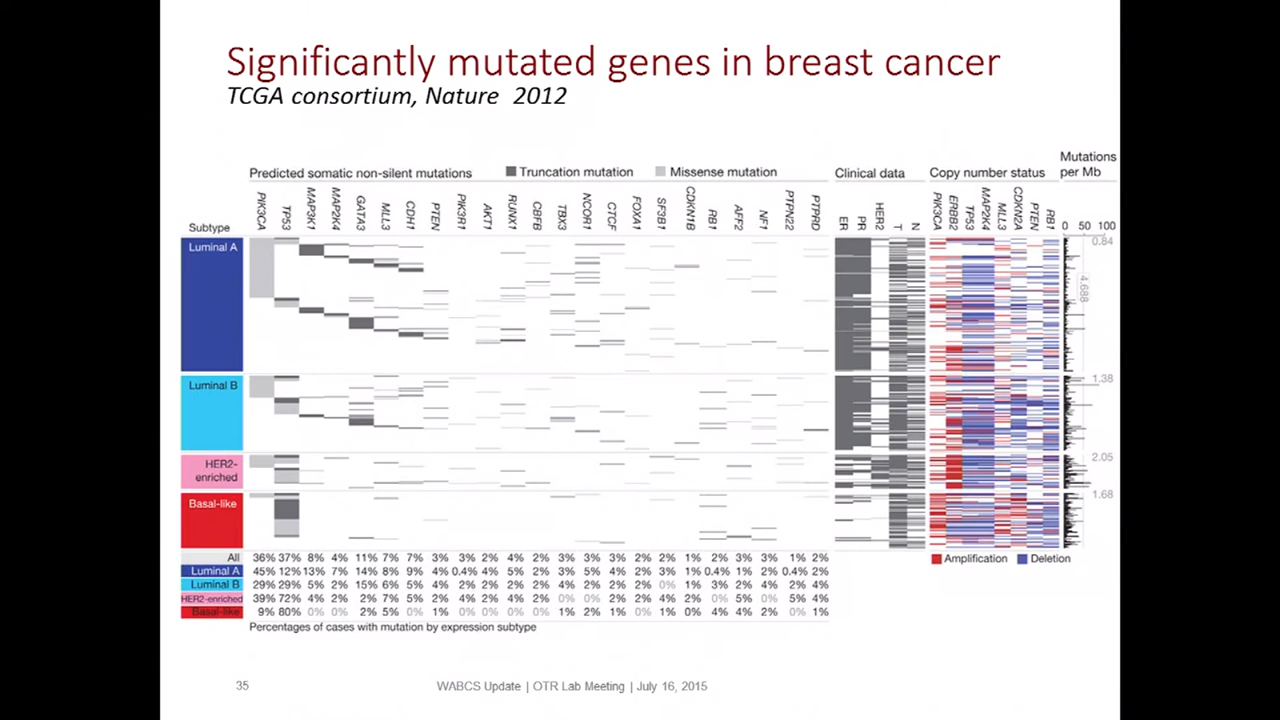 Significantly mutated genes in breast cancer
TCGA consortium, Nature 2012
Predicted somatic non-silent mutations
Truncation mutation
Missense mutation
Clinical data
Copy number status
Mutations
per Mb
Subtype
PIK3CA TP53 MAP3K1 MAP2K4 GATA3 MLL3 CDH1 PTEN PIK3R1 AKT1 RUNX1 CBFB TBX3 NCOR1 CTCF FOXA1 SF3B1 CDKN1B RB1 AFF2 NF1 PTPN22 PTPRD
ER PR HER2 T N
PIK3CA ERBB2 TP53 MAP2K4 MLL3 CDKN2A PTEN RB1
0 50 100
Luminal A
0.84
4.688
Luminal B
1.38
HER2-
enriched
2.05
Basal-like
1.68
All 36% 37% 8% 4% 11% 7% 7% 3% 3% 2% 4% 2% 3% 3% 3% 2% 2% 1% 2% 3% 3% 1% 2%
Luminal A 45% 12% 13% 7% 14% 8% 9% 4% 0.4% 4% 5% 2% 3% 5% 4% 2% 3% 1% 0.4% 1% 2% 0.4% 2%
Luminal B 29% 29% 5% 2% 15% 6% 5% 4% 2% 2% 2% 2% 4% 2% 2% 2% 0% 1% 3% 2% 4% 2% 4%
HER2-enriched 39% 72% 4% 2% 2% 7% 5% 2% 4% 2% 4% 2% 0% 0% 2% 2% 4% 2% 0% 5% 0% 5% 4%
Basal-like 9% 80% 0% 0% 2% 5% 0% 1% 0% 0% 0% 0% 1% 2% 1% 0% 1% 0% 4% 4% 2% 0% 1%
Amplification
Deletion
Percentages of cases with mutation by expression subtype
35
WABCS Update | OTR Lab Meeting | July 16, 2015